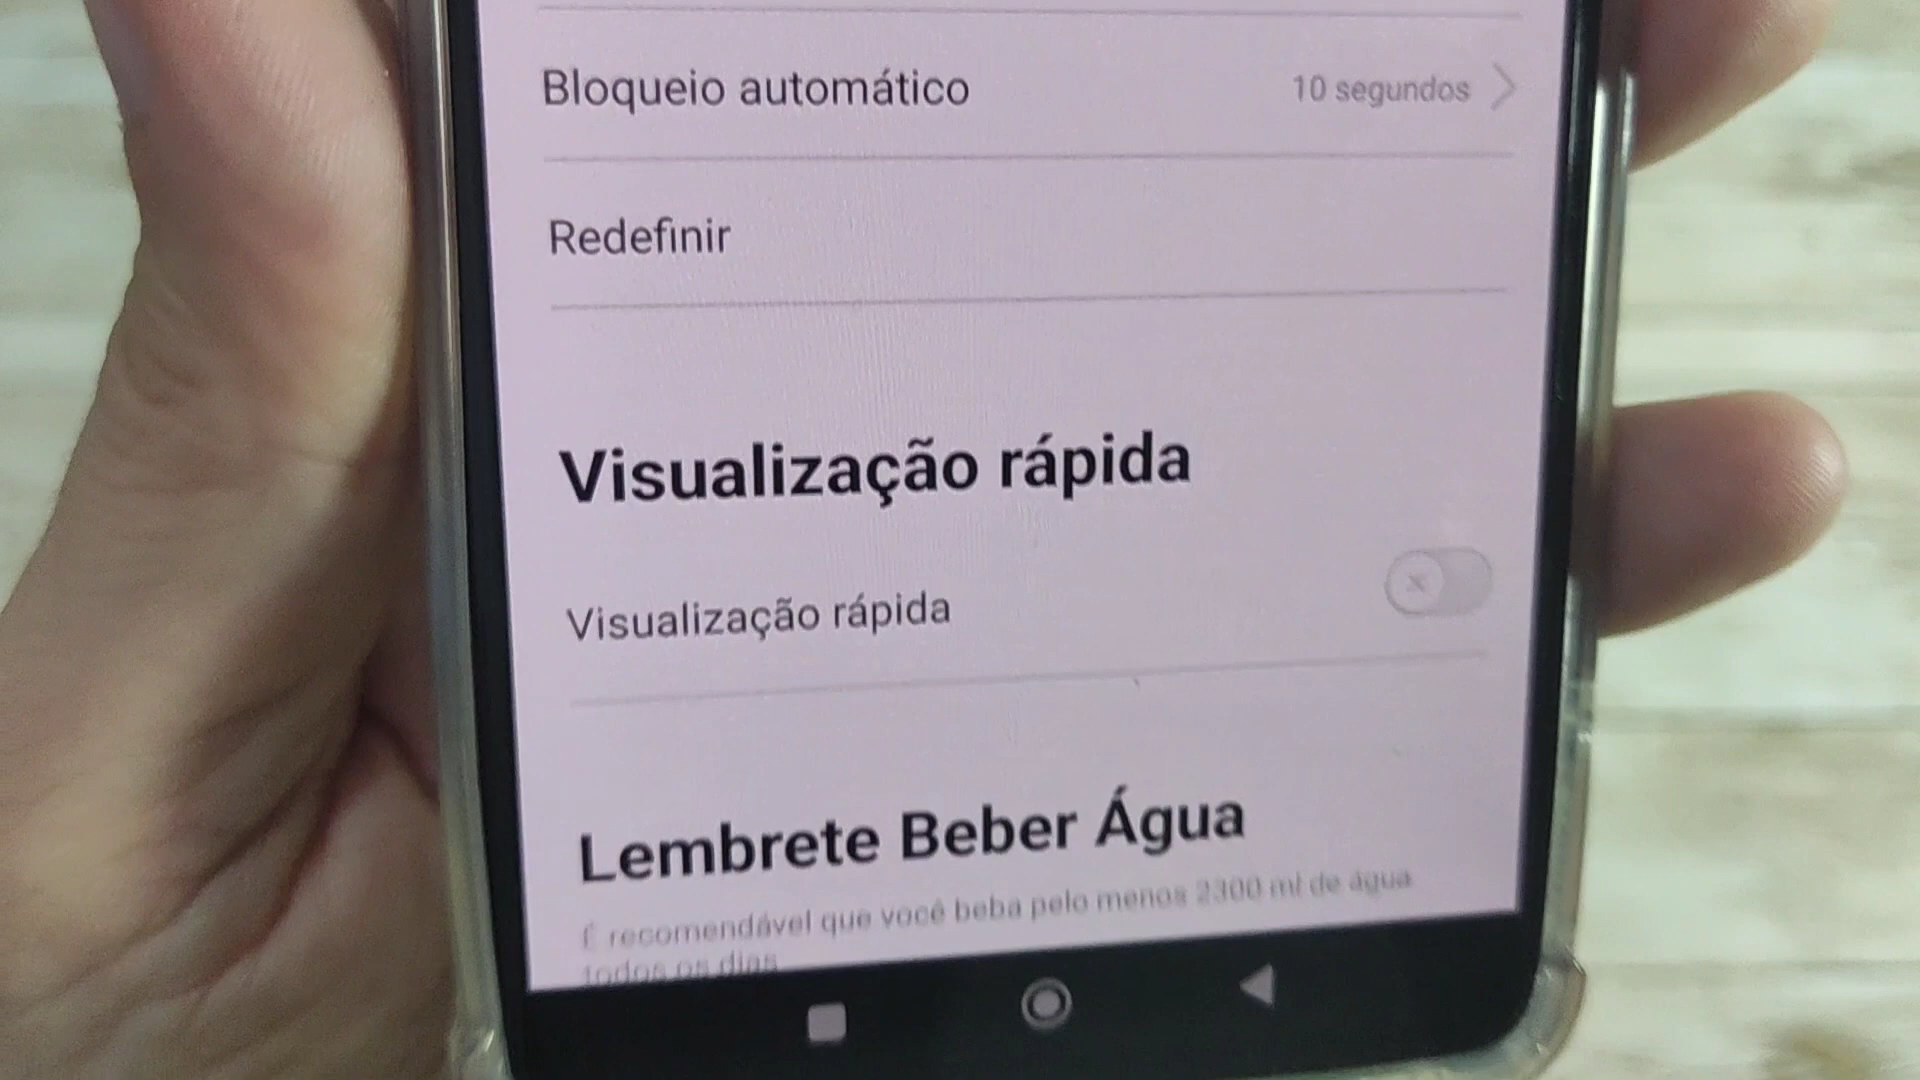 Bloqueio automático 10 segundos
Redefinir
Visualização rápida
Visualização rápida
Lembrete Beber Água
É recomendável que você beba pelo menos 2300 ml de água
todos os dias